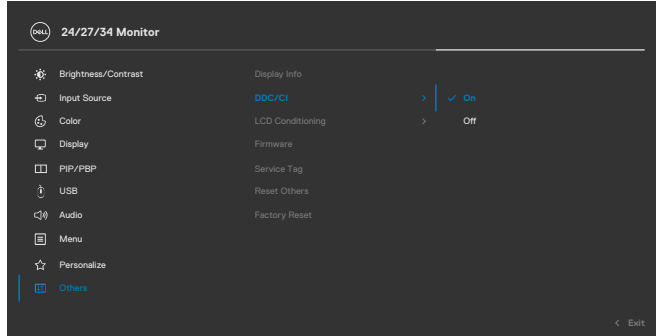 DELL 24/27/34 Monitor
Brightness/Contrast Display Info
Input Source DDC/CI > ✓ On
Color LCD Conditioning > Off
Display Firmware
PIP/PBP Service Tag
USB Reset Others
Audio Factory Reset
Menu
Personalize
Others
< Exit